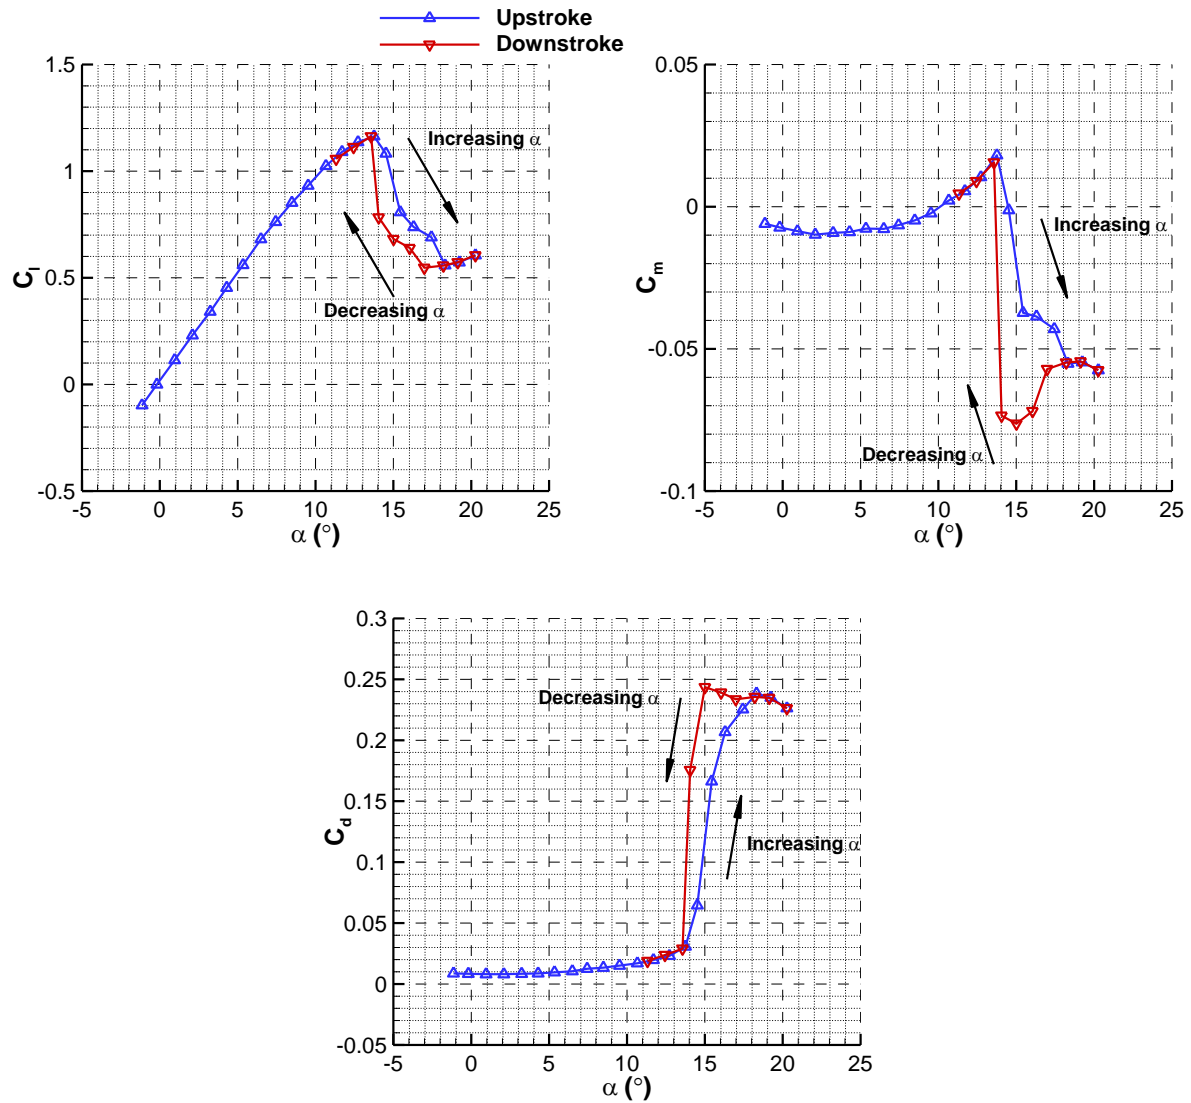 Upstroke
Downstroke
1.5
1
0.5
0
-0.5
C_l
-5 0 5 10 15 20 25
α (°)
Increasing α
Decreasing α
0.05
0
-0.05
-0.1
C_m
-5 0 5 10 15 20 25
α (°)
Increasing α
Decreasing α
0.3
0.25
0.2
0.15
0.1
0.05
0
-0.05
C_d
-5 0 5 10 15 20 25
α (°)
Decreasing α
Increasing α